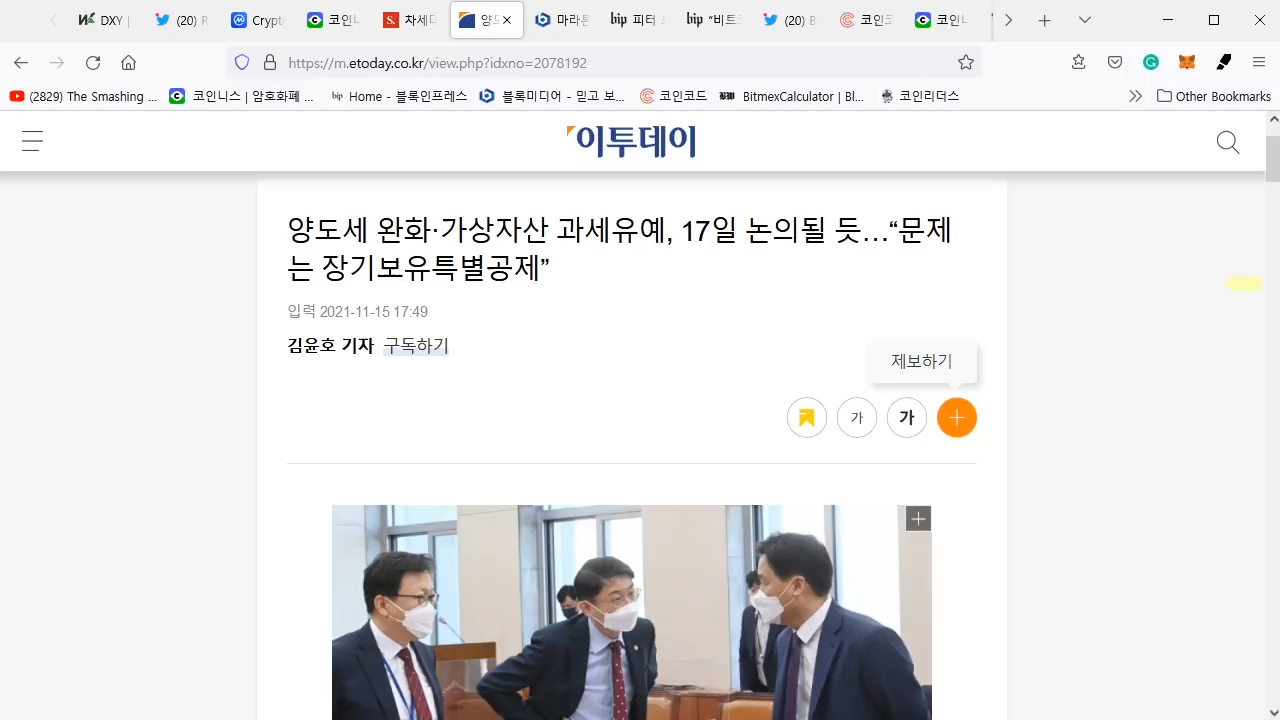 DXY |
(20)
Crypt
코인
차세
양도
마라톤
bip 피터
bip "비트
(20)
코인
코인
https://m.etoday.co.kr/view.php?idxno=2078192
(2829) The Smashing ...
코인니스 | 암호화폐 ...
bip Home - 블록인프레스
블록미디어 - 믿고 보...
코인코드
BitmexCalculator | Bl...
코인리더스
Other Bookmarks
이투데이
양도세 완화·가상자산 과세유예, 17일 논의될 듯…“문제
는 장기보유특별공제”
입력 2021-11-15 17:49
김윤호 기자 구독하기
제보하기
가 가